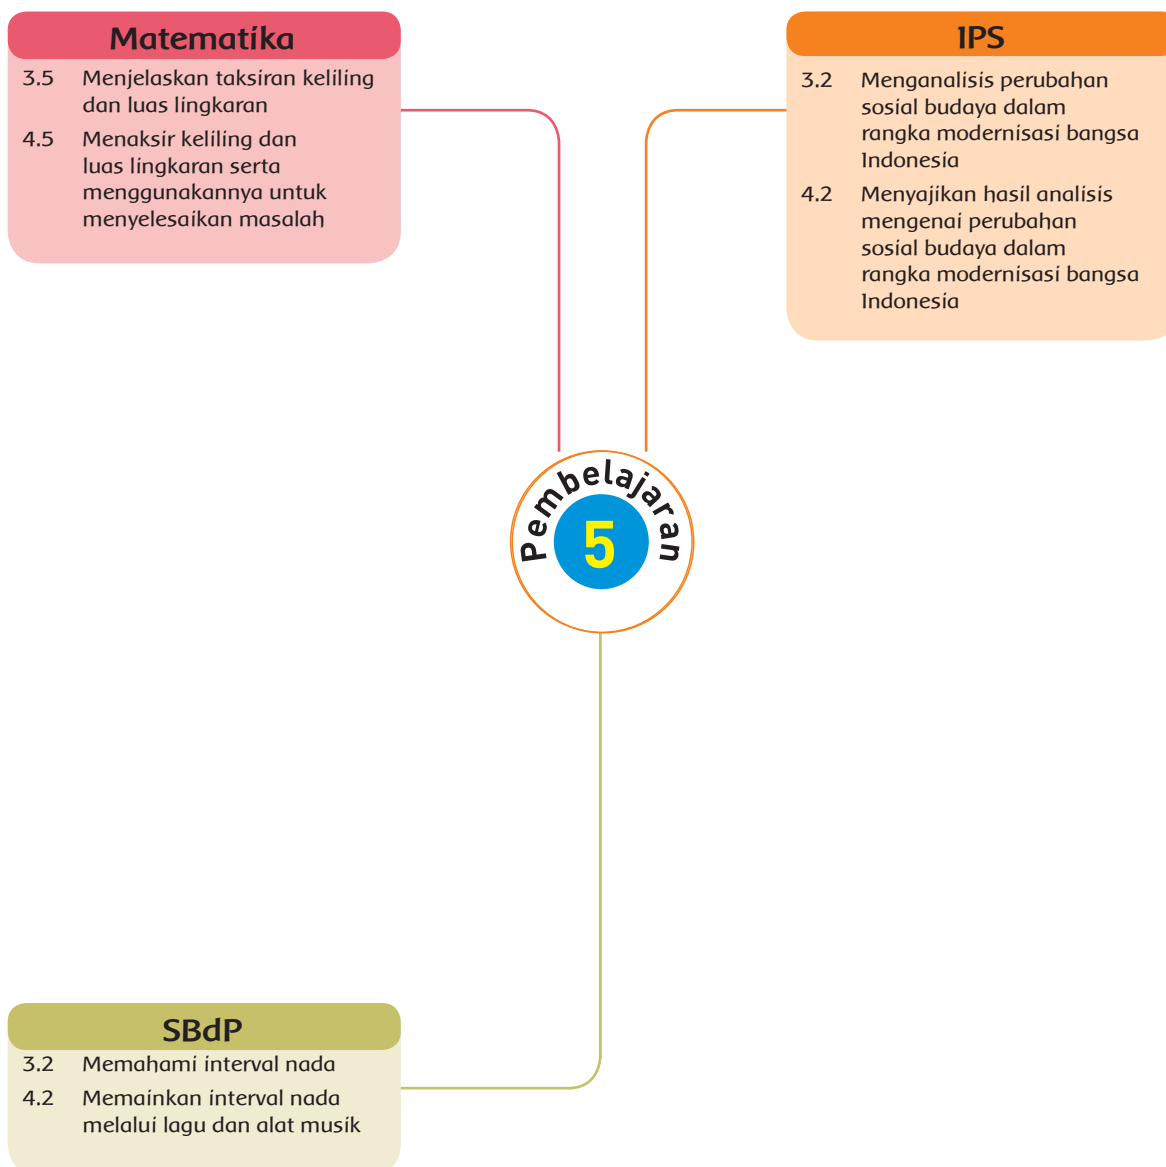 Matematika
3.5 Menjelaskan taksiran keliling
dan luas lingkaran
4.5 Menaksir keliling dan
luas lingkaran serta
menggunakannya untuk
menyelesaikan masalah
IPS
3.2 Menganalisis perubahan
sosial budaya dalam
rangka modernisasi bangsa
Indonesia
4.2 Menyajikan hasil analisis
mengenai perubahan
sosial budaya dalam
rangka modernisasi bangsa
Indonesia
Pembelajaran
5
SBdP
3.2 Memahami interval nada
4.2 Memainkan interval nada
melalui lagu dan alat musik